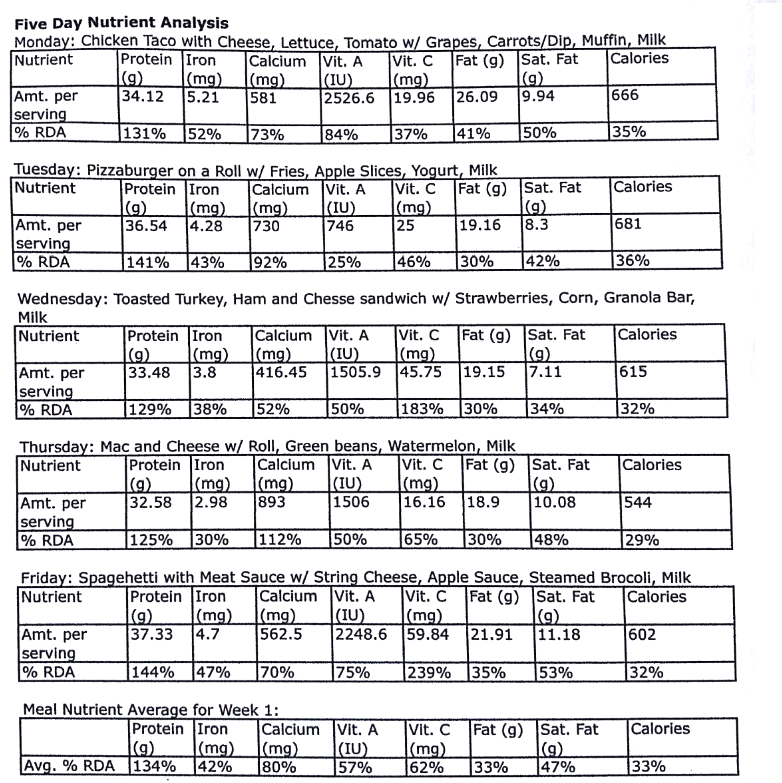 Five Day Nutrient Analysis
Monday: Chicken Taco with Cheese, Lettuce, Tomato w/ Grapes, Carrots/Dip, Muffin, Milk
Nutrient Protein (g) Iron (mg) Calcium (mg) Vit. A (IU) Vit. C (mg) Fat (g) Sat. Fat (g) Calories
Amt. per serving 34.12 5.21 581 2526.6 19.96 26.09 9.94 666
% RDA 131% 52% 73% 84% 37% 41% 50% 35%
Tuesday: Pizzaburger on a Roll w/ Fries, Apple Slices, Yogurt, Milk
Nutrient Protein (g) Iron (mg) Calcium (mg) Vit. A (IU) Vit. C (mg) Fat (g) Sat. Fat (g) Calories
Amt. per serving 36.54 4.28 730 746 25 19.16 8.3 681
% RDA 141% 43% 92% 25% 46% 30% 42% 36%
Wednesday: Toasted Turkey, Ham and Chesse sandwich w/ Strawberries, Corn, Granola Bar,
Milk
Nutrient Protein (g) Iron (mg) Calcium (mg) Vit. A (IU) Vit. C (mg) Fat (g) Sat. Fat (g) Calories
Amt. per serving 33.48 3.8 416.45 1505.9 45.75 19.15 7.11 615
% RDA 129% 38% 52% 50% 183% 30% 34% 32%
Thursday: Mac and Cheese w/ Roll, Green beans, Watermelon, Milk
Nutrient Protein (g) Iron (mg) Calcium (mg) Vit. A (IU) Vit. C (mg) Fat (g) Sat. Fat (g) Calories
Amt. per serving 32.58 2.98 893 1506 16.16 18.9 10.08 544
% RDA 125% 30% 112% 50% 65% 30% 48% 29%
Friday: Spagehetti with Meat Sauce w/ String Cheese, Apple Sauce, Steamed Brocoli, Milk
Nutrient Protein (g) Iron (mg) Calcium (mg) Vit. A (IU) Vit. C (mg) Fat (g) Sat. Fat (g) Calories
Amt. per serving 37.33 4.7 562.5 2248.6 59.84 21.91 11.18 602
% RDA 144% 47% 70% 75% 239% 35% 53% 32%
Meal Nutrient Average for Week 1:
Protein (g) Iron (mg) Calcium (mg) Vit. A (IU) Vit. C (mg) Fat (g) Sat. Fat (g) Calories
Avg. % RDA 134% 42% 80% 57% 62% 33% 47% 33%